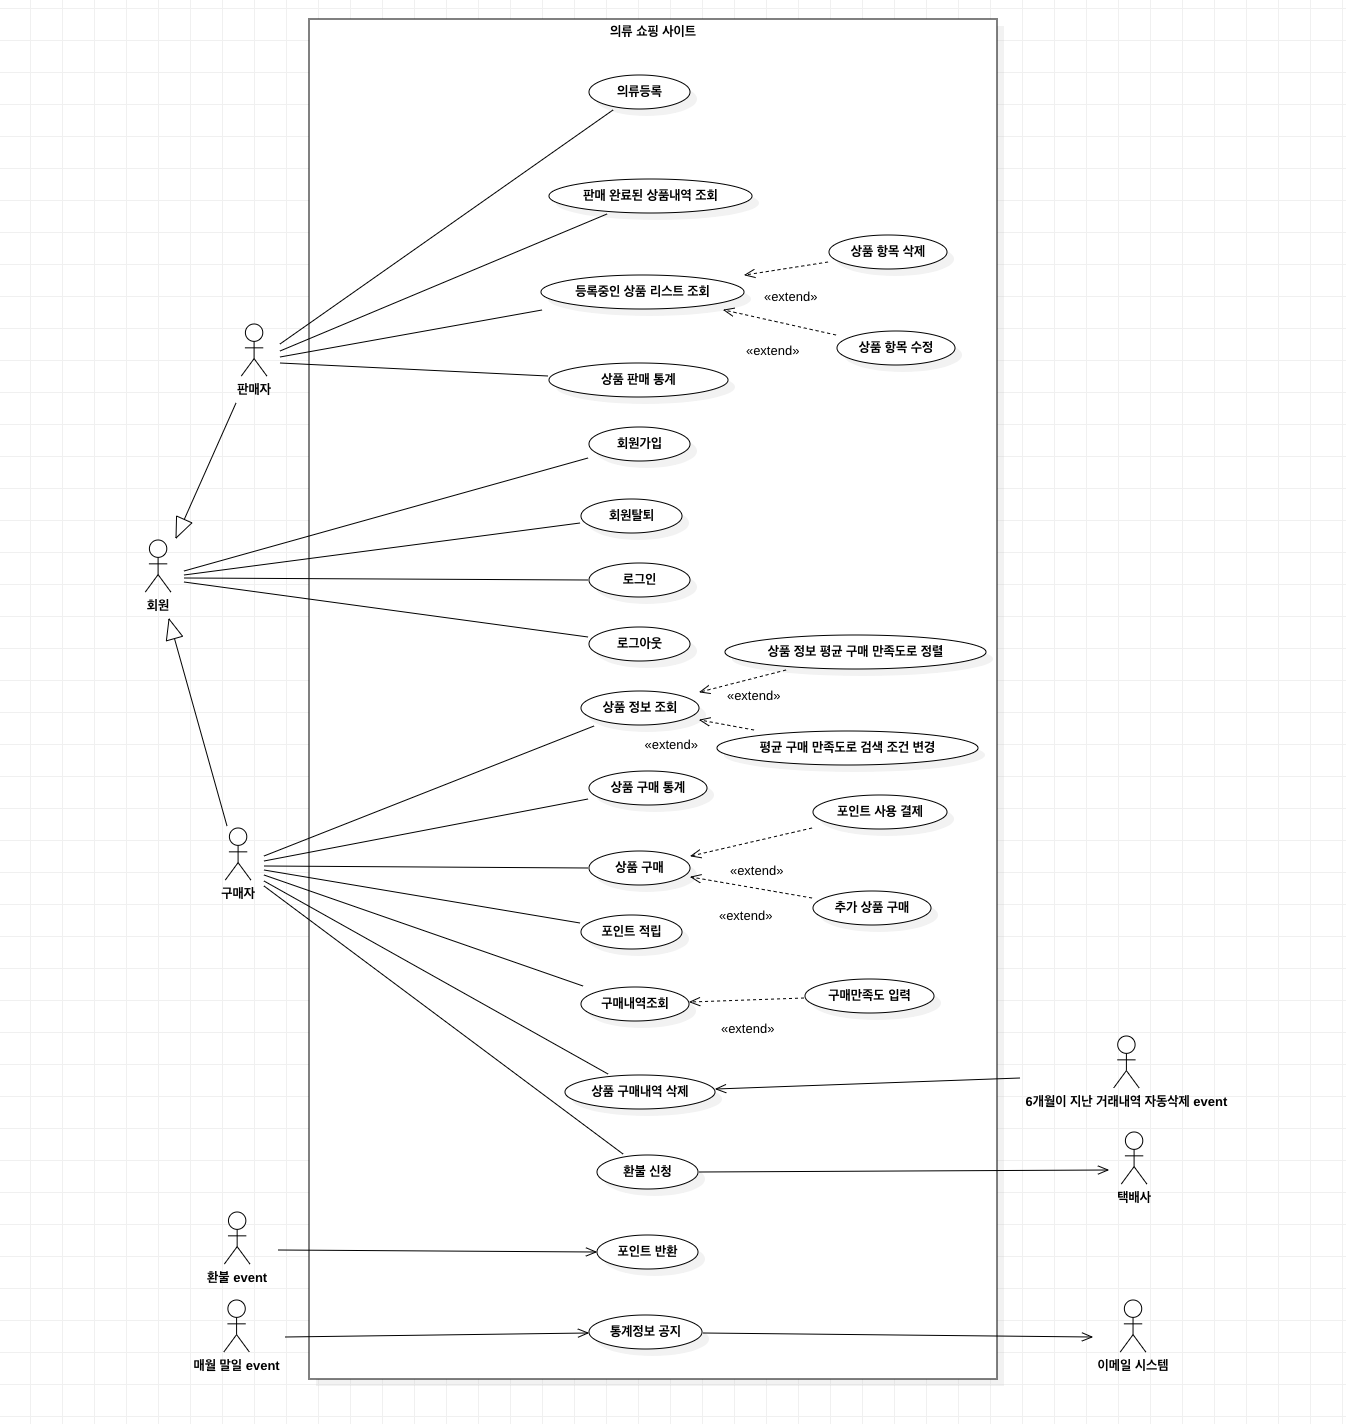 의류 쇼핑 사이트
의류등록
판매 완료된 상품내역 조회
상품 항목 삭제
등록중인 상품 리스트 조회
«extend»
상품 항목 수정
«extend»
상품 판매 통계
판매자
회원가입
회원탈퇴
로그인
회원
로그아웃
상품 정보 평균 구매 만족도로 정렬
«extend»
상품 정보 조회
«extend»
평균 구매 만족도로 검색 조건 변경
상품 구매 통계
포인트 사용 결제
상품 구매
«extend»
구매자
추가 상품 구매
«extend»
포인트 적립
구매내역조회
구매만족도 입력
«extend»
상품 구매내역 삭제
6개월이 지난 거래내역 자동삭제 event
환불 신청
택배사
포인트 반환
환불 event
통계정보 공지
매월 말일 event
이메일 시스템